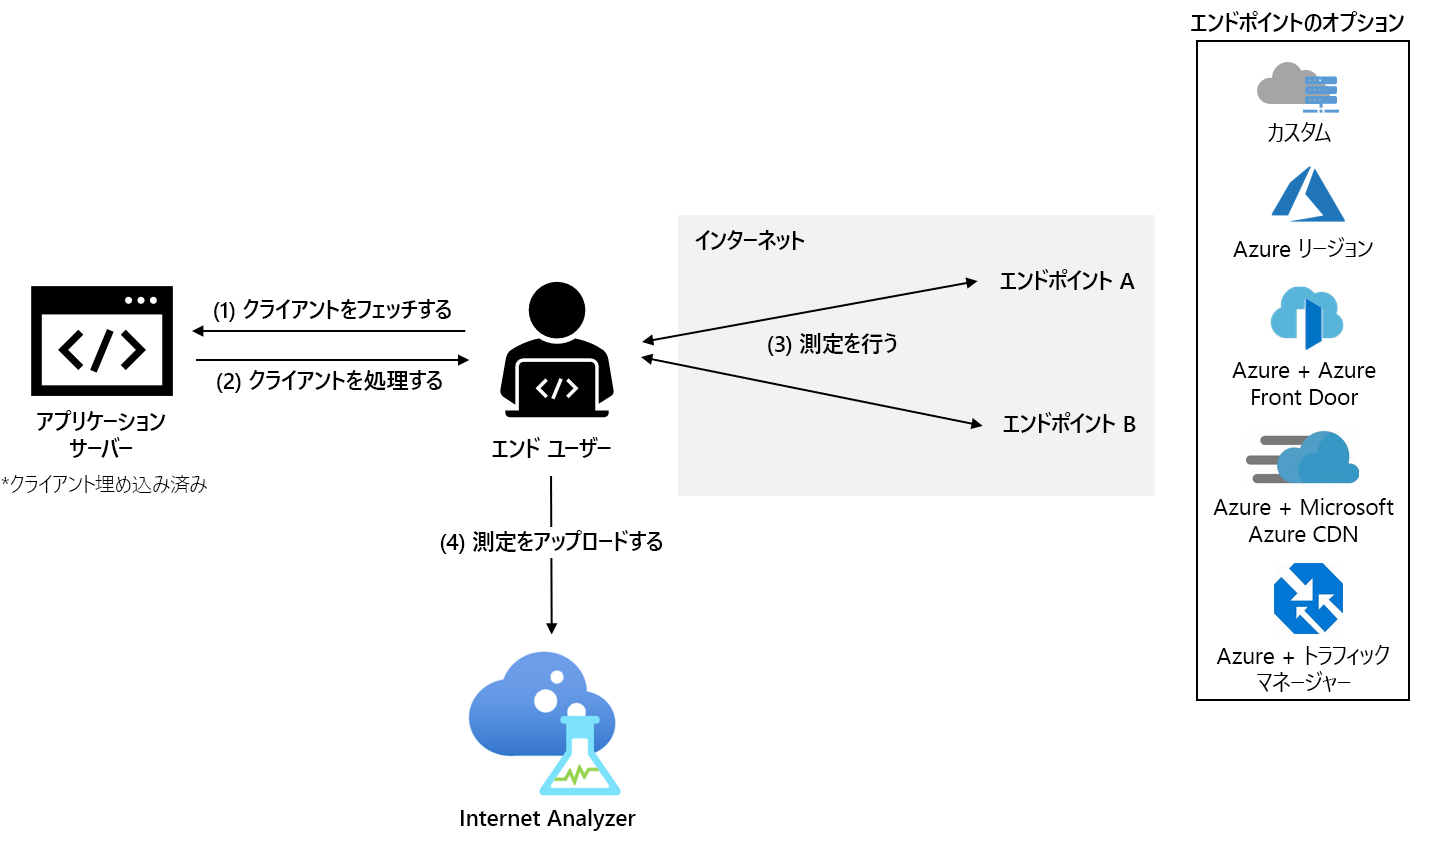 エンドポイントのオプション
カスタム
Azure リージョン
Azure + Azure
Front Door
Azure + Microsoft
Azure CDN
Azure + トラフィック
マネージャー
インターネット
エンドポイント A
(3) 測定を行う
エンドポイント B
(1) クライアントをフェッチする
(2) クライアントを処理する
アプリケーション
サーバー
*クライアント埋め込み済み
エンド ユーザー
(4) 測定をアップロードする
Internet Analyzer